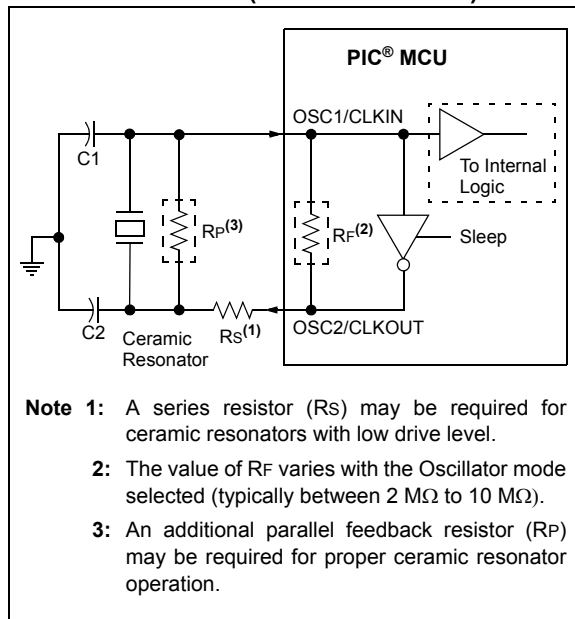 PIC® MCU
OSC1/CLKIN
C1
To Internal
Logic
RP(3)
RF(2)
Sleep
C2
Ceramic
Resonator
RS(1)
OSC2/CLKOUT
Note 1: A series resistor (RS) may be required for
ceramic resonators with low drive level.
2: The value of RF varies with the Oscillator mode
selected (typically between 2 MΩ to 10 MΩ).
3: An additional parallel feedback resistor (RP)
may be required for proper ceramic resonator
operation.